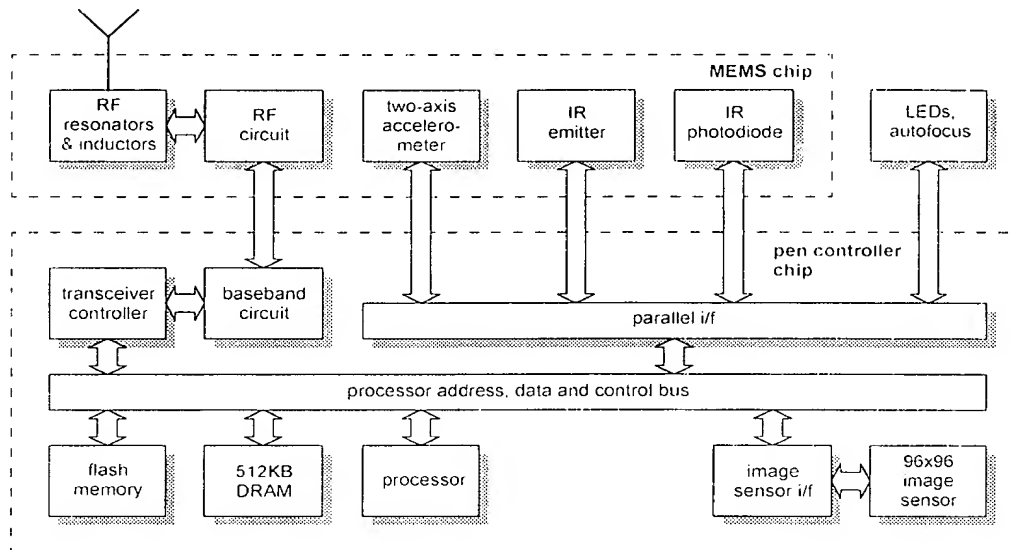 MEMS chip
RF
resonators
& inductors
RF
circuit
two-axis
accelero-
meter
IR
emitter
IR
photodiode
LEDs,
autofocus
pen controller
chip
transceiver
controller
baseband
circuit
parallel i/f
processor address, data and control bus
flash
memory
512KB
DRAM
processor
image
sensor i/f
96x96
image
sensor